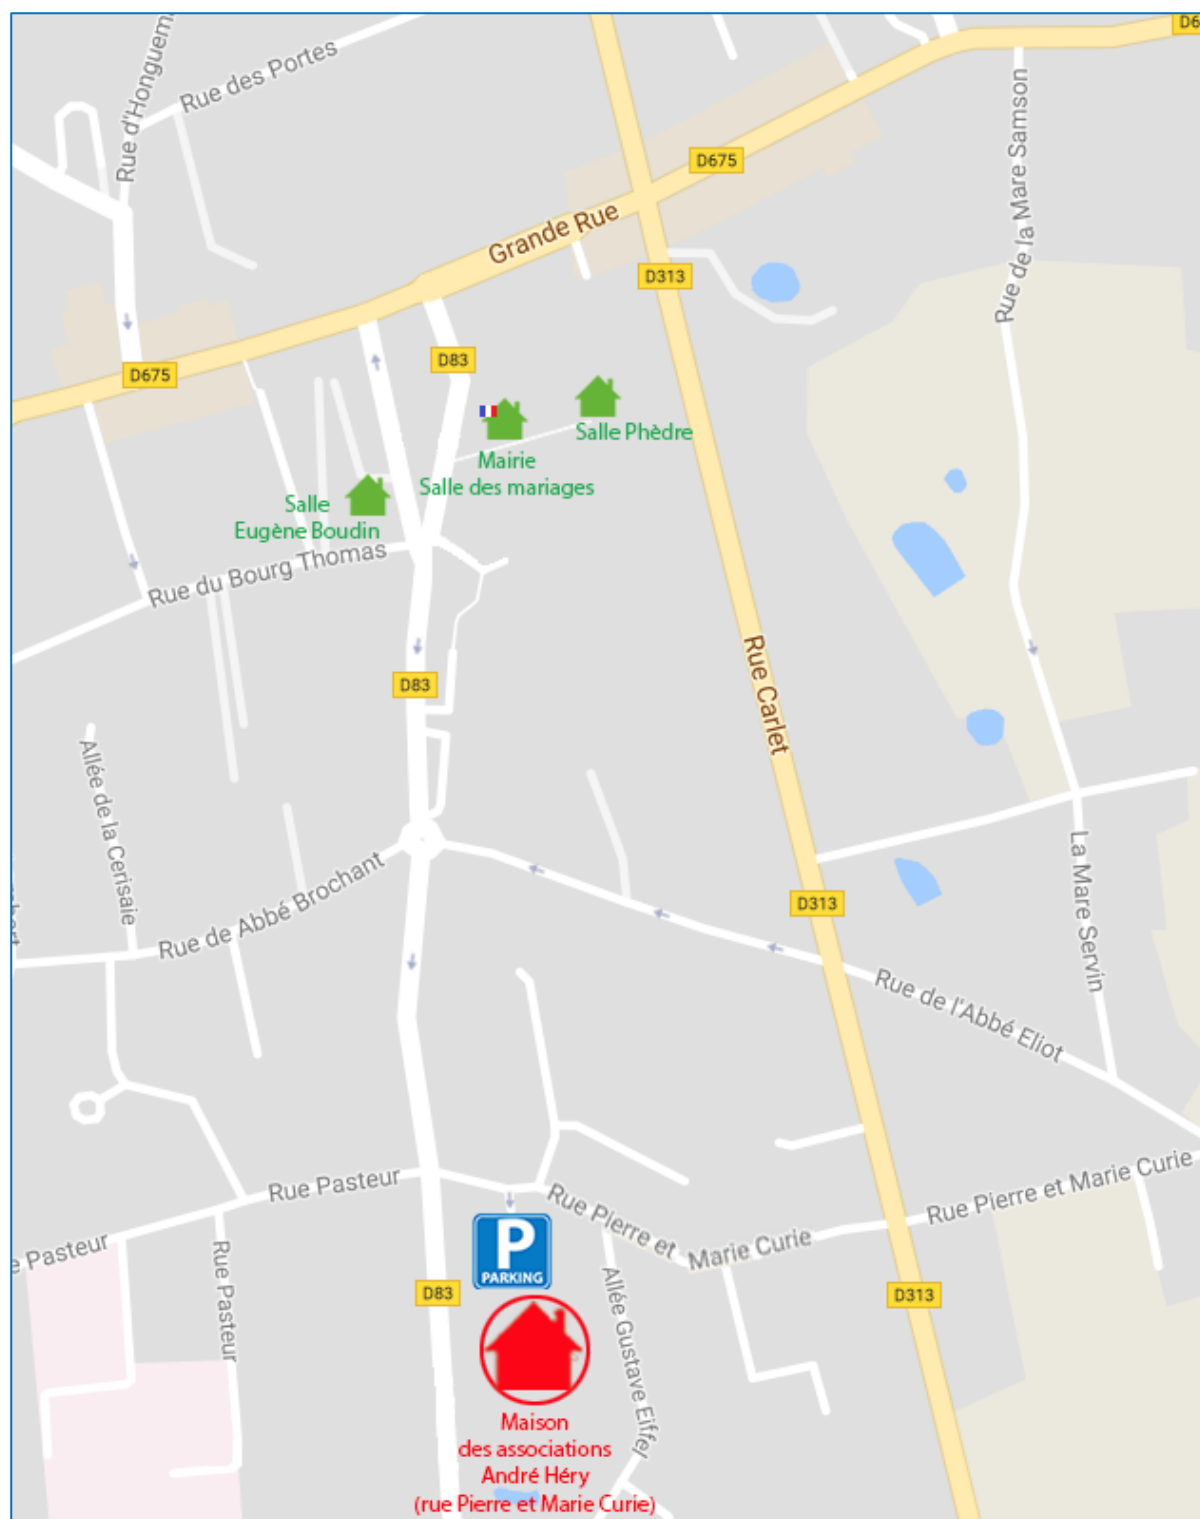 D6
Rue d'Honguem
Rue des Portes
Rue de la Mare Samson
D675
Grande Rue
D313
D83
D675
Salle Phèdre
Mairie
Salle des mariages
Salle
Eugène Boudin
Rue du Bourg Thomas
D83
Rue Carlet
Allée de la Cerisaie
Rue de Abbé Brochant
La Mare Servin
D313
Rue de l'Abbé Eliot
Rue Pasteur
Rue Pierre et Marie Curie
Rue Pierre et Marie Curie
e Pasteur
Rue Pasteur
P
PARKING
D83
Allée Gustave Eiffel
D313
Maison
des associations
André Héry
(rue Pierre et Marie Curie)